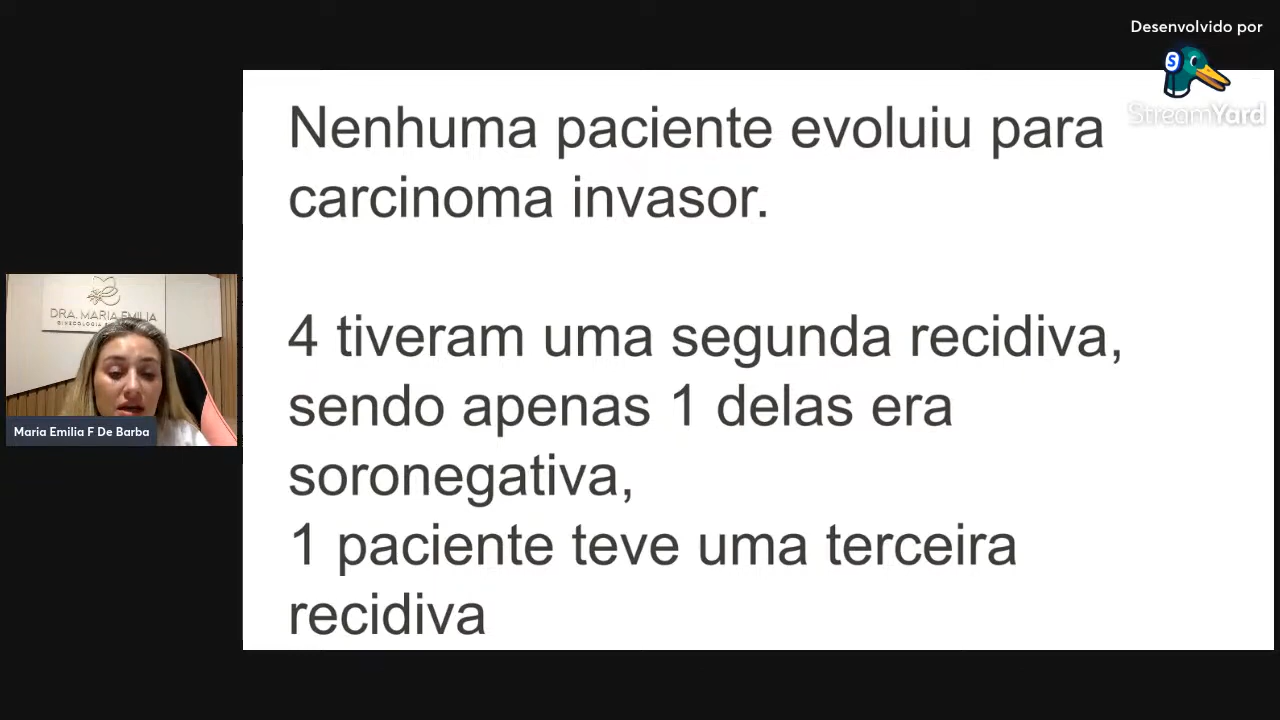 Desenvolvido por
StreamYard
Nenhuma paciente evoluiu para
carcinoma invasor.
4 tiveram uma segunda recidiva,
sendo apenas 1 delas era
soronegativa,
1 paciente teve uma terceira
recidiva
DRA. MARIA EMILIA
Maria Emilia F De Barba